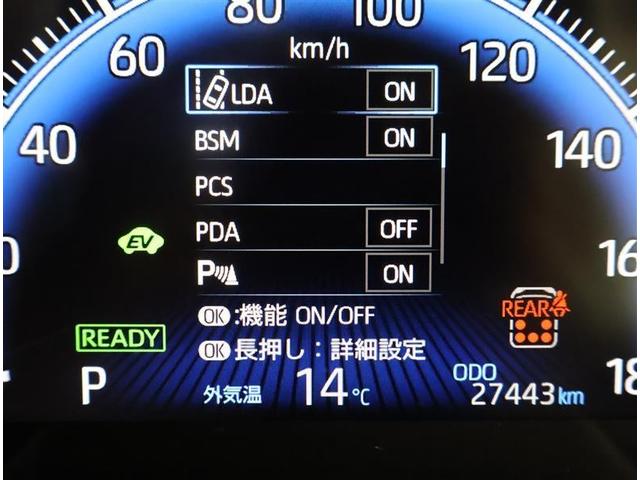 80
100
60
km/h
120
LDA ON
40
BSM ON
140
PCS
PDA OFF
EV
P ON
REAR
OK:機能 ON/OFF
READY
OK 長押し：詳細設定
P
外気温 14℃
ODO
27443km